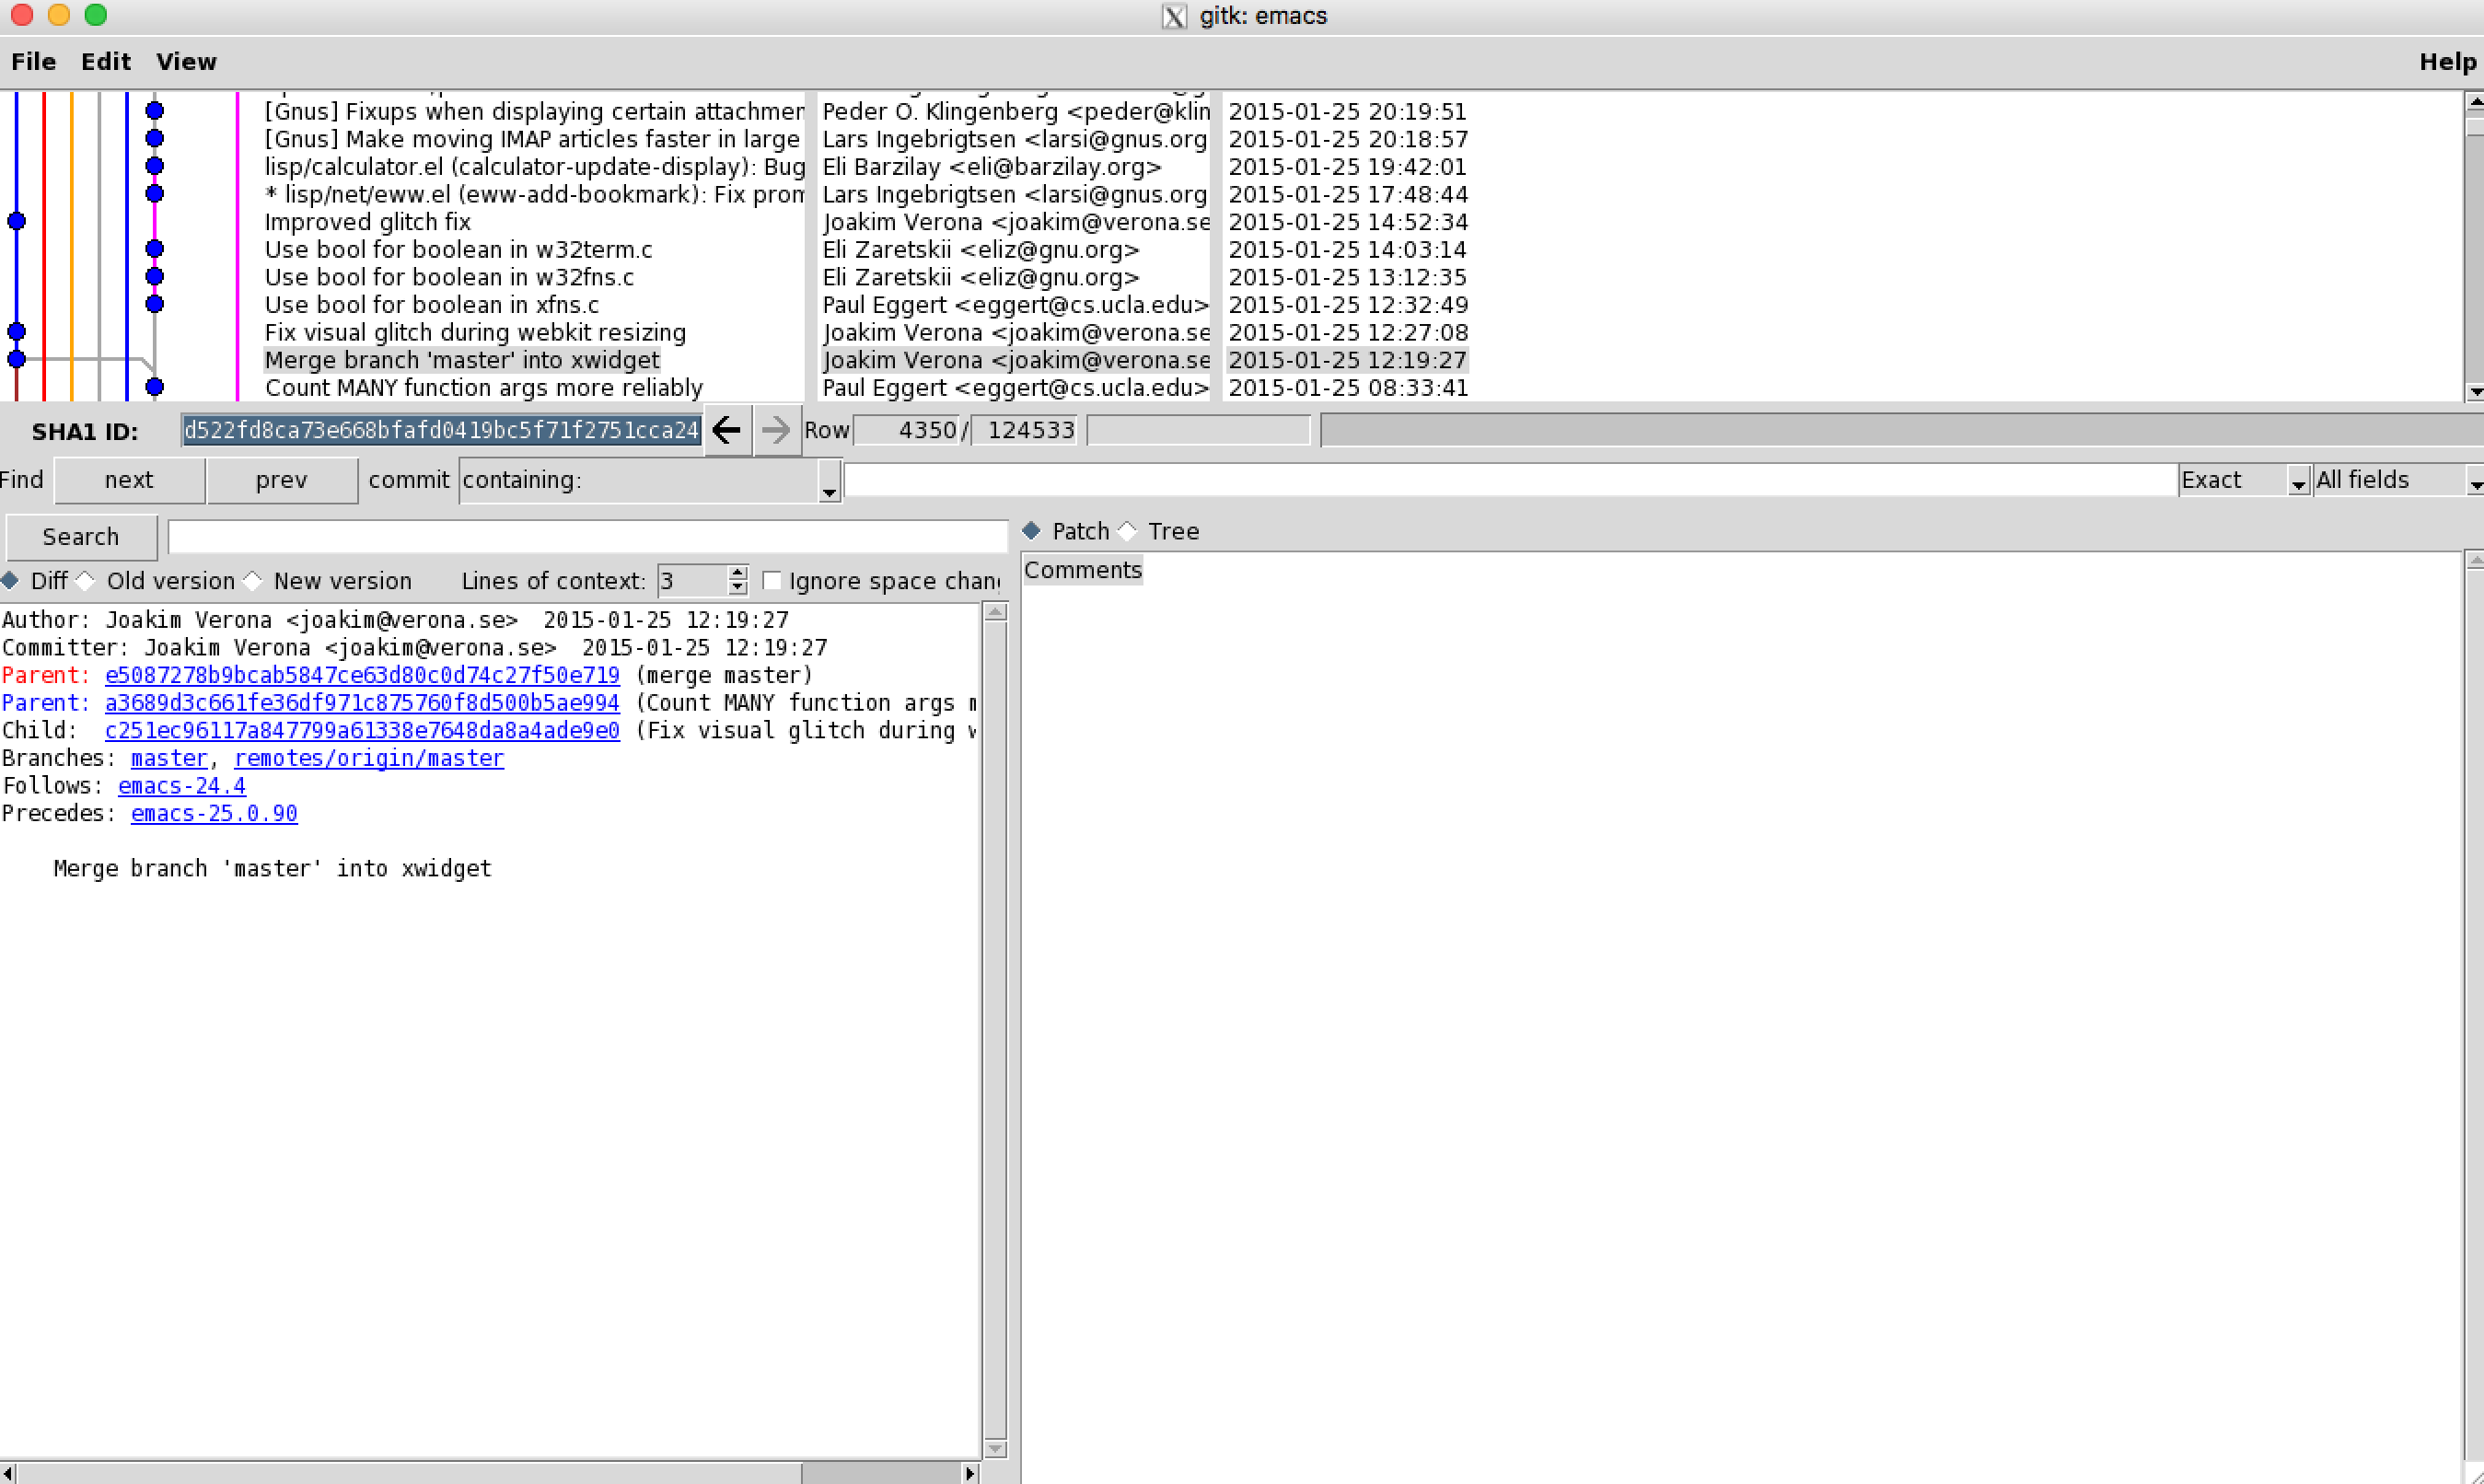 gitk: emacs
File Edit View Help
[Gnus] Fixups when displaying certain attachmen Peder O. Klingenberg <peder@klin 2015-01-25 20:19:51
[Gnus] Make moving IMAP articles faster in large Lars Ingebrigtsen <larsi@gnus.org 2015-01-25 20:18:57
lisp/calculator.el (calculator-update-display): Bug Eli Barzilay <eli@barzilay.org> 2015-01-25 19:42:01
* lisp/net/eww.el (eww-add-bookmark): Fix prom Lars Ingebrigtsen <larsi@gnus.org 2015-01-25 17:48:44
Improved glitch fix Joakim Verona <joakim@verona.se 2015-01-25 14:52:34
Use bool for boolean in w32term.c Eli Zaretskii <eliz@gnu.org> 2015-01-25 14:03:14
Use bool for boolean in w32fns.c Eli Zaretskii <eliz@gnu.org> 2015-01-25 13:12:35
Use bool for boolean in xfns.c Paul Eggert <eggert@cs.ucla.edu> 2015-01-25 12:32:49
Fix visual glitch during webkit resizing Joakim Verona <joakim@verona.se 2015-01-25 12:27:08
Merge branch 'master' into xwidget Joakim Verona <joakim@verona.se 2015-01-25 12:19:27
Count MANY function args more reliably Paul Eggert <eggert@cs.ucla.edu> 2015-01-25 08:33:41
SHA1 ID: d522fd8ca73e668bfafd0419bc5f71f2751cca24 Row 4350 / 124533
Find next prev commit containing: Exact All fields
Search Patch Tree
Diff Old version New version Lines of context: 3 Ignore space chang
Comments
Author: Joakim Verona <joakim@verona.se> 2015-01-25 12:19:27
Committer: Joakim Verona <joakim@verona.se> 2015-01-25 12:19:27
Parent: e5087278b9bcab5847ce63d80c0d74c27f50e719 (merge master)
Parent: a3689d3c661fe36df971c875760f8d500b5ae994 (Count MANY function args m
Child: c251ec96117a847799a61338e7648da8a4ade9e0 (Fix visual glitch during w
Branches: master, remotes/origin/master
Follows: emacs-24.4
Precedes: emacs-25.0.90
Merge branch 'master' into xwidget